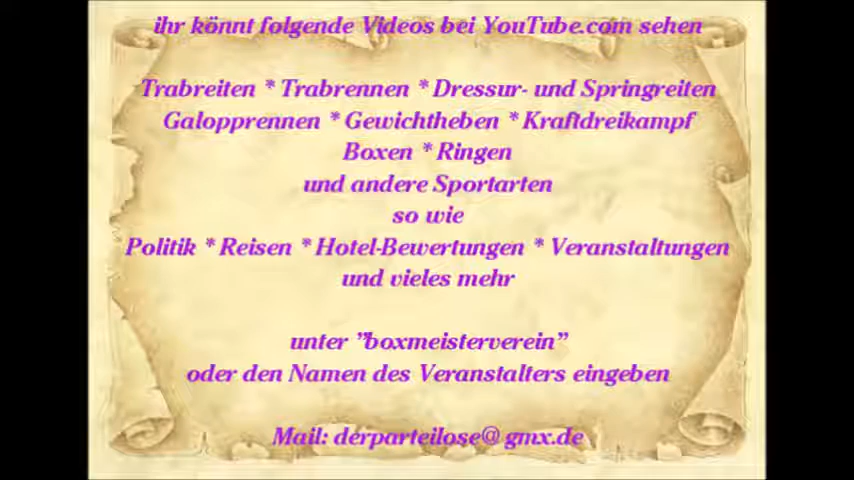 ihr könnt folgende Videos bei YouTube.com sehen
Trabreiten * Trabrennen * Dressur- und Springreiten
Galopprennen * Gewichtheben * Kraftdreikampf
Boxen * Ringen
und andere Sportarten
so wie
Politik * Reisen * Hotel-Bewertungen * Veranstaltungen
und vieles mehr
unter "boxmeisterverein"
oder den Namen des Veranstalters eingeben
Mail: derparteilose@gmx.de